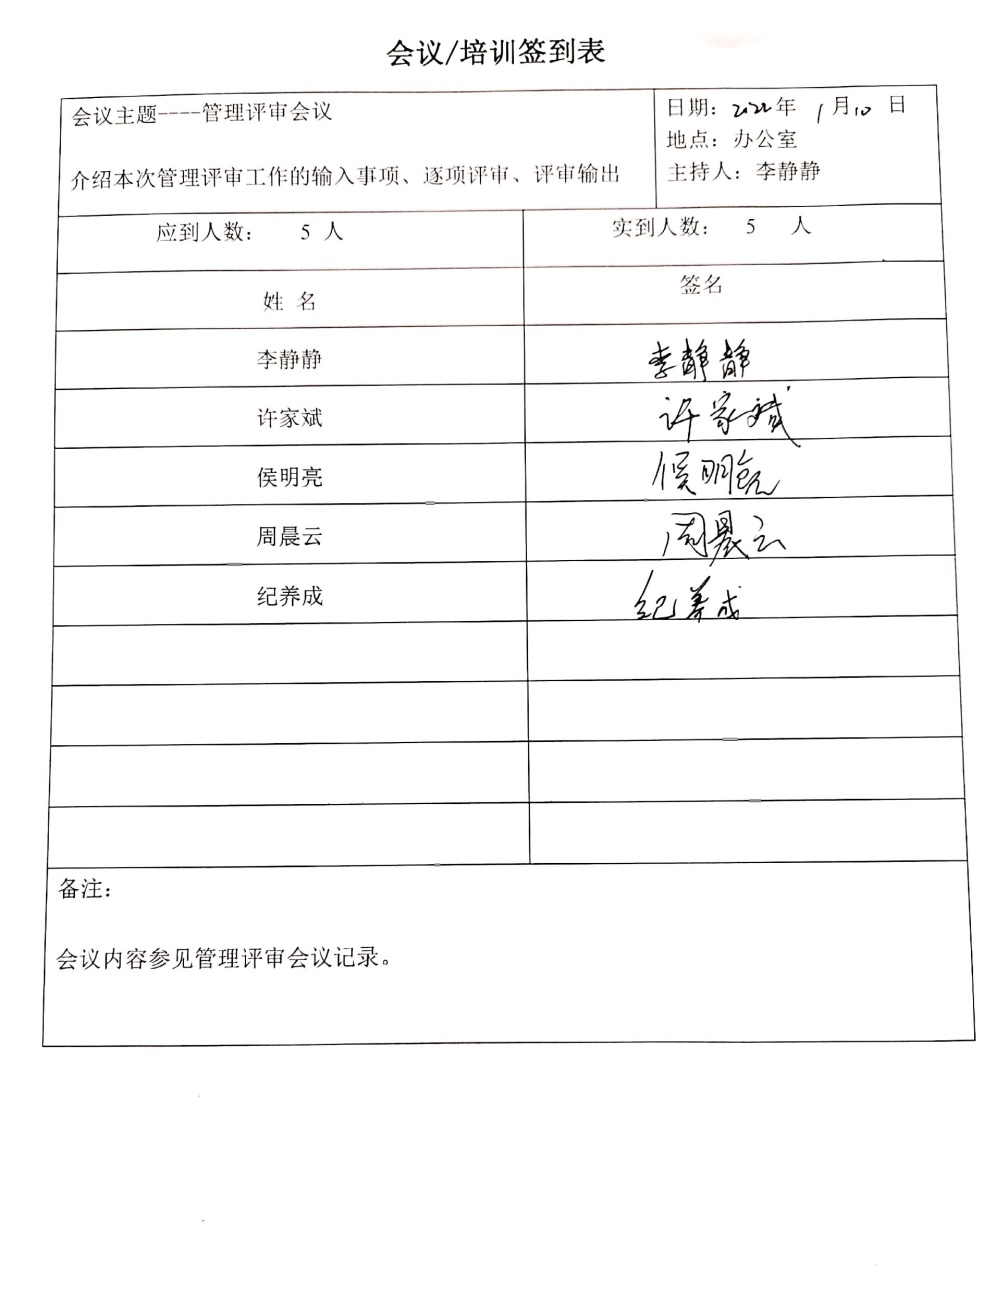 会议/培训签到表
会议主题----管理评审会议
介绍本次管理评审工作的输入事项、逐项评审、评审输出
日期：2022年 1月10日
地点：办公室
主持人：李静静
应到人数： 5 人
实到人数： 5 人
姓 名
签名
李静静
李静静
许家斌
许家斌
侯明亮
侯明亮
周晨云
周晨云
纪养成
纪养成
备注：
会议内容参见管理评审会议记录。